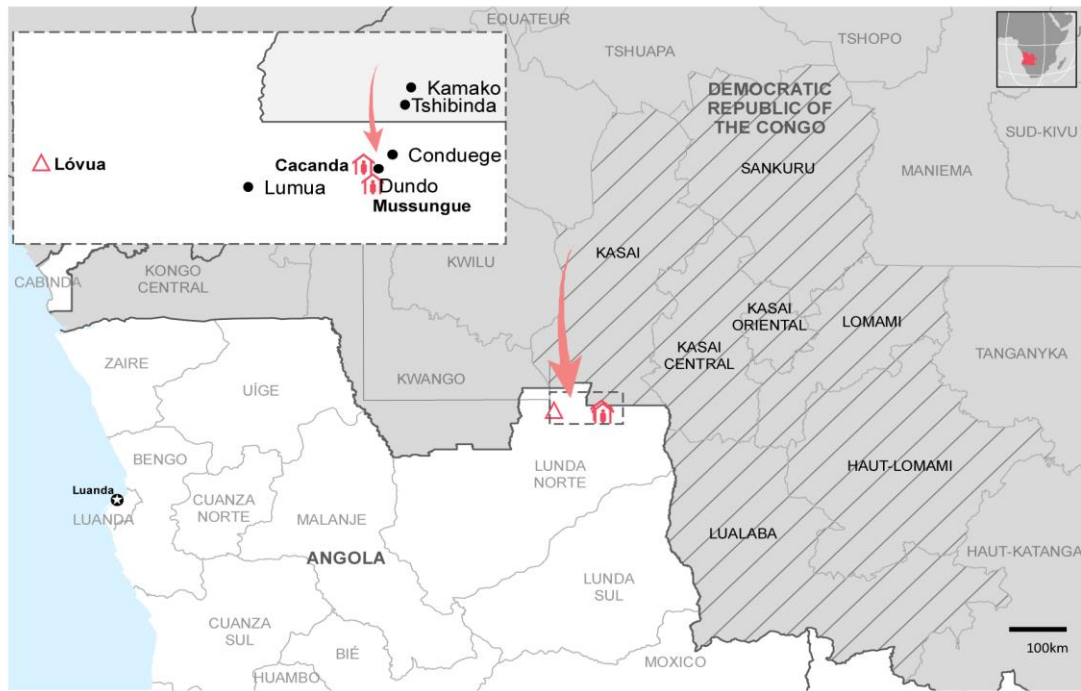 EQUATEUR
TSHUAPA
TSHOPO
DEMOCRATIC
REPUBLIC OF
THE CONGO
SUD-KIVU
MANIEMA
SANKURU
Kamako
Tshibinda
Conduege
Cacanda
Lóvua
Lumua
Dundo
Mussungue
CABINDA
KONGO
CENTRAL
KWILU
KASAI
KASAI
ORIENTAL
LOMAMI
KASAI
CENTRAL
TANGANYKA
ZAIRE
UÍGE
KWANGO
BENGO
LUNDA
NORTE
HAUT-LOMAMI
Luanda
LUANDA
CUANZA
NORTE
MALANJE
LUALABA
ANGOLA
HAUT-KATANGA
LUNDA
SUL
CUANZA
SUL
BIÉ
HUAMBO
MOXICO
100km